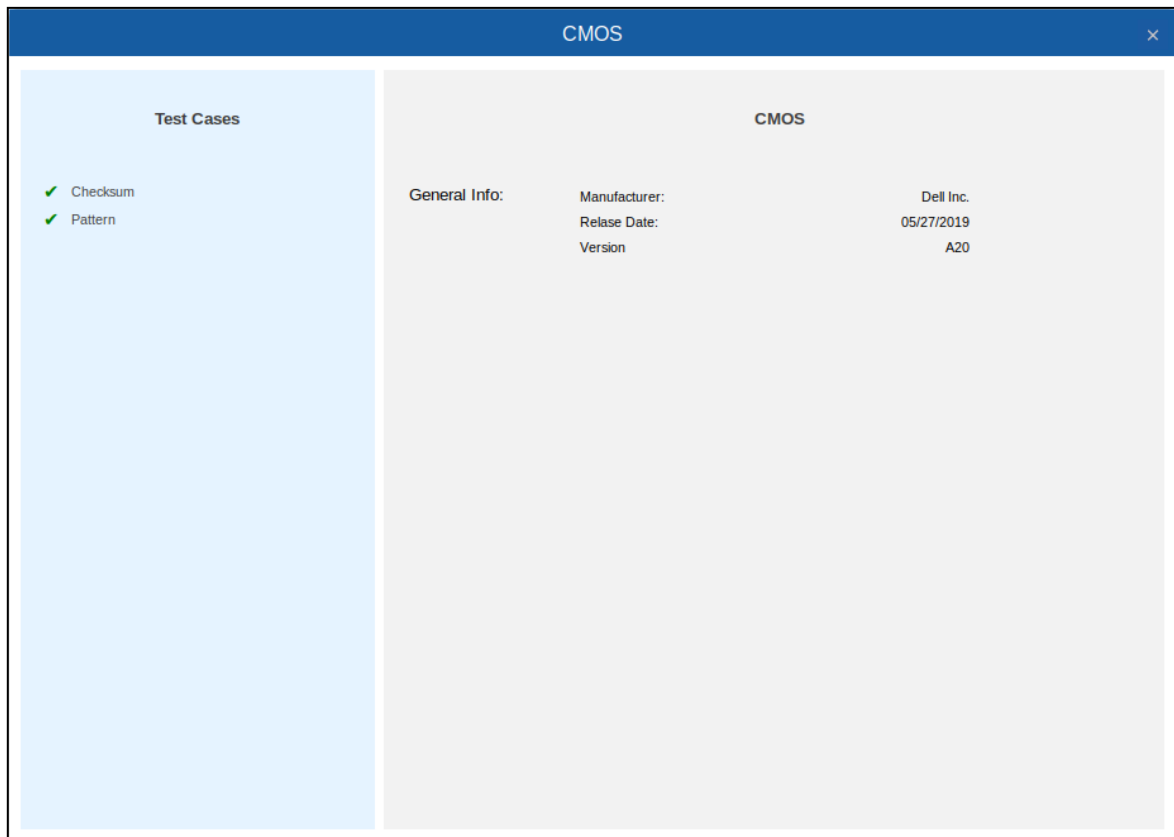 CMOS ×
Test Cases
✔ Checksum
✔ Pattern
CMOS
General Info: Manufacturer: Dell Inc.
Relase Date: 05/27/2019
Version A20